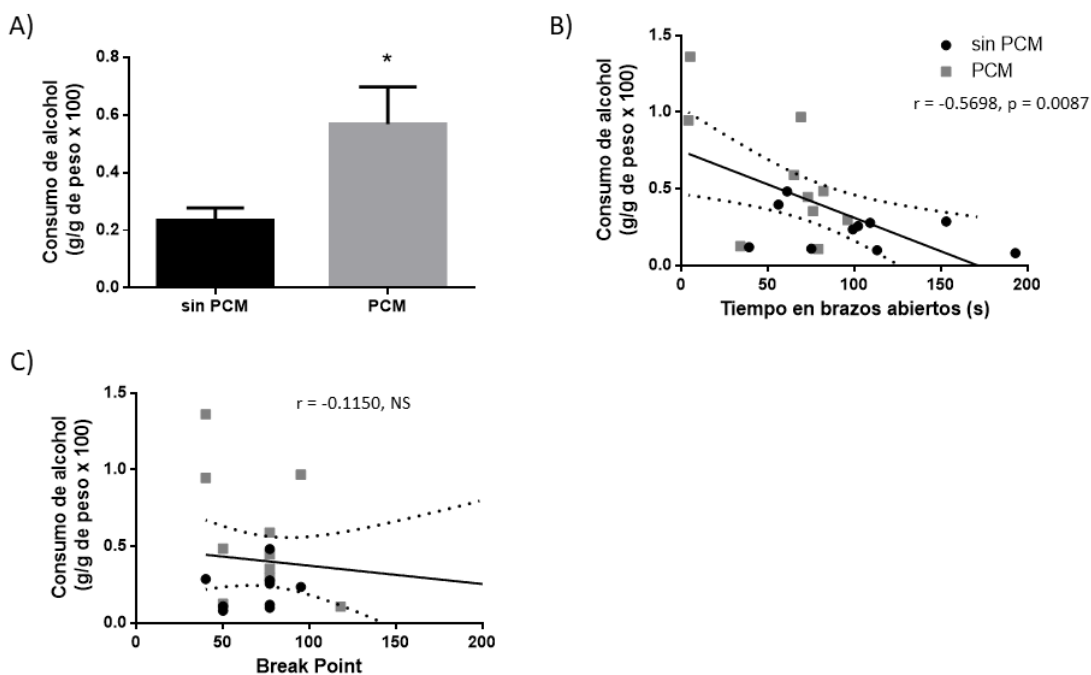 A)
Consumo de alcohol
(g/g de peso x 100)
0.8
0.6
0.4
0.2
0.0
*
sin PCM
PCM
B)
Consumo de alcohol
(g/g de peso x 100)
1.5
1.0
0.5
0.0
sin PCM
PCM
r = -0.5698, p = 0.0087
0
50
100
150
200
Tiempo en brazos abiertos (s)
C)
Consumo de alcohol
(g/g de peso x 100)
1.5
1.0
0.5
0.0
r = -0.1150, NS
0
50
100
150
200
Break Point